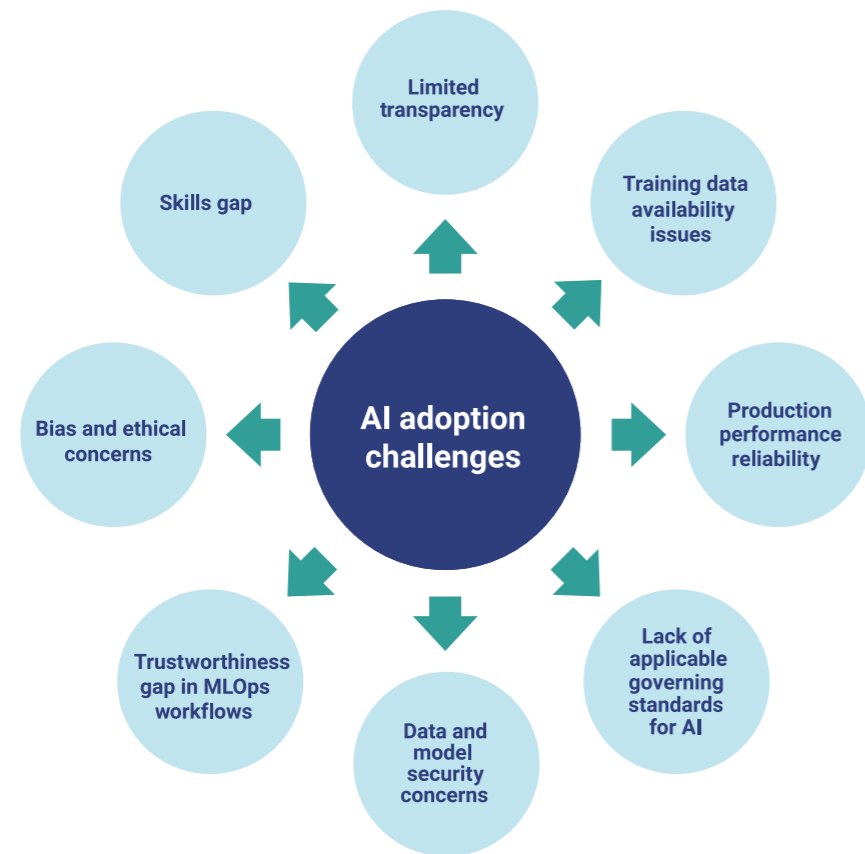 Limited
transparency
Training data
availability
issues
Production
performance
reliability
Lack of
applicable
governing
standards
for AI
Data and
model
security
concerns
Trustworthiness
gap in MLOps
workflows
Bias and ethical
concerns
Skills gap
AI adoption
challenges